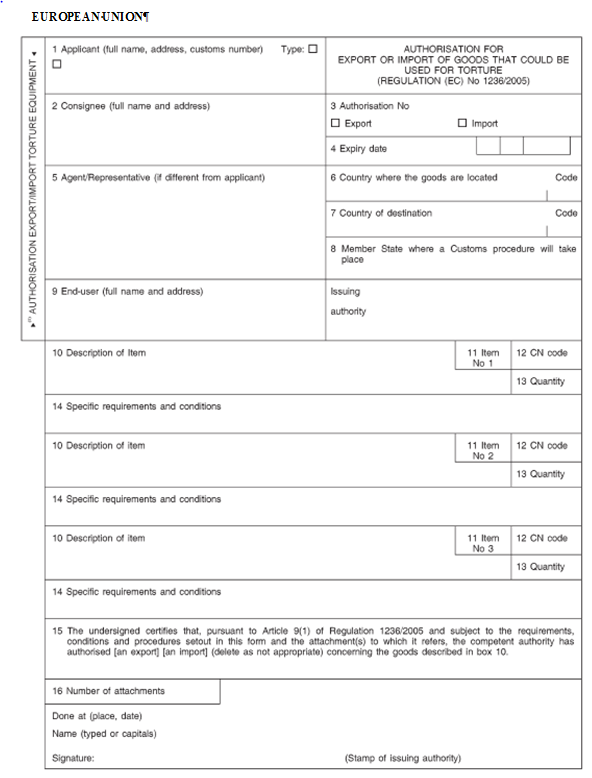 EUROPEAN·UNION¶
AUTHORISATION EXPORT/IMPORT TORTURE EQUIPMENT
1 Applicant (full name, address, customs number) Type:
AUTHORISATION FOR
EXPORT OR IMPORT OF GOODS THAT COULD BE
USED FOR TORTURE
(REGULATION (EC) No 1236/2005)
2 Consignee (full name and address)
3 Authorisation No
Export Import
4 Expiry date
5 Agent/Representative (if different from applicant)
6 Country where the goods are located Code
7 Country of destination Code
8 Member State where a Customs procedure will take
place
9 End-user (full name and address)
Issuing
authority
10 Description of Item
11 Item
No 1
12 CN code
13 Quantity
14 Specific requirements and conditions
10 Description of item
11 Item
No 2
12 CN code
13 Quantity
14 Specific requirements and conditions
10 Description of item
11 Item
No 3
12 CN code
13 Quantity
14 Specific requirements and conditions
15 The undersigned certifies that, pursuant to Article 9(1) of Regulation 1236/2005 and subject to the requirements,
conditions and procedures setout in this form and the attachment(s) to which it refers, the competent authority has
authorised [an export] [an import] (delete as not appropriate) concerning the goods described in box 10.
16 Number of attachments
Done at (place, date)
Name (typed or capitals)
Signature: (Stamp of issuing authority)